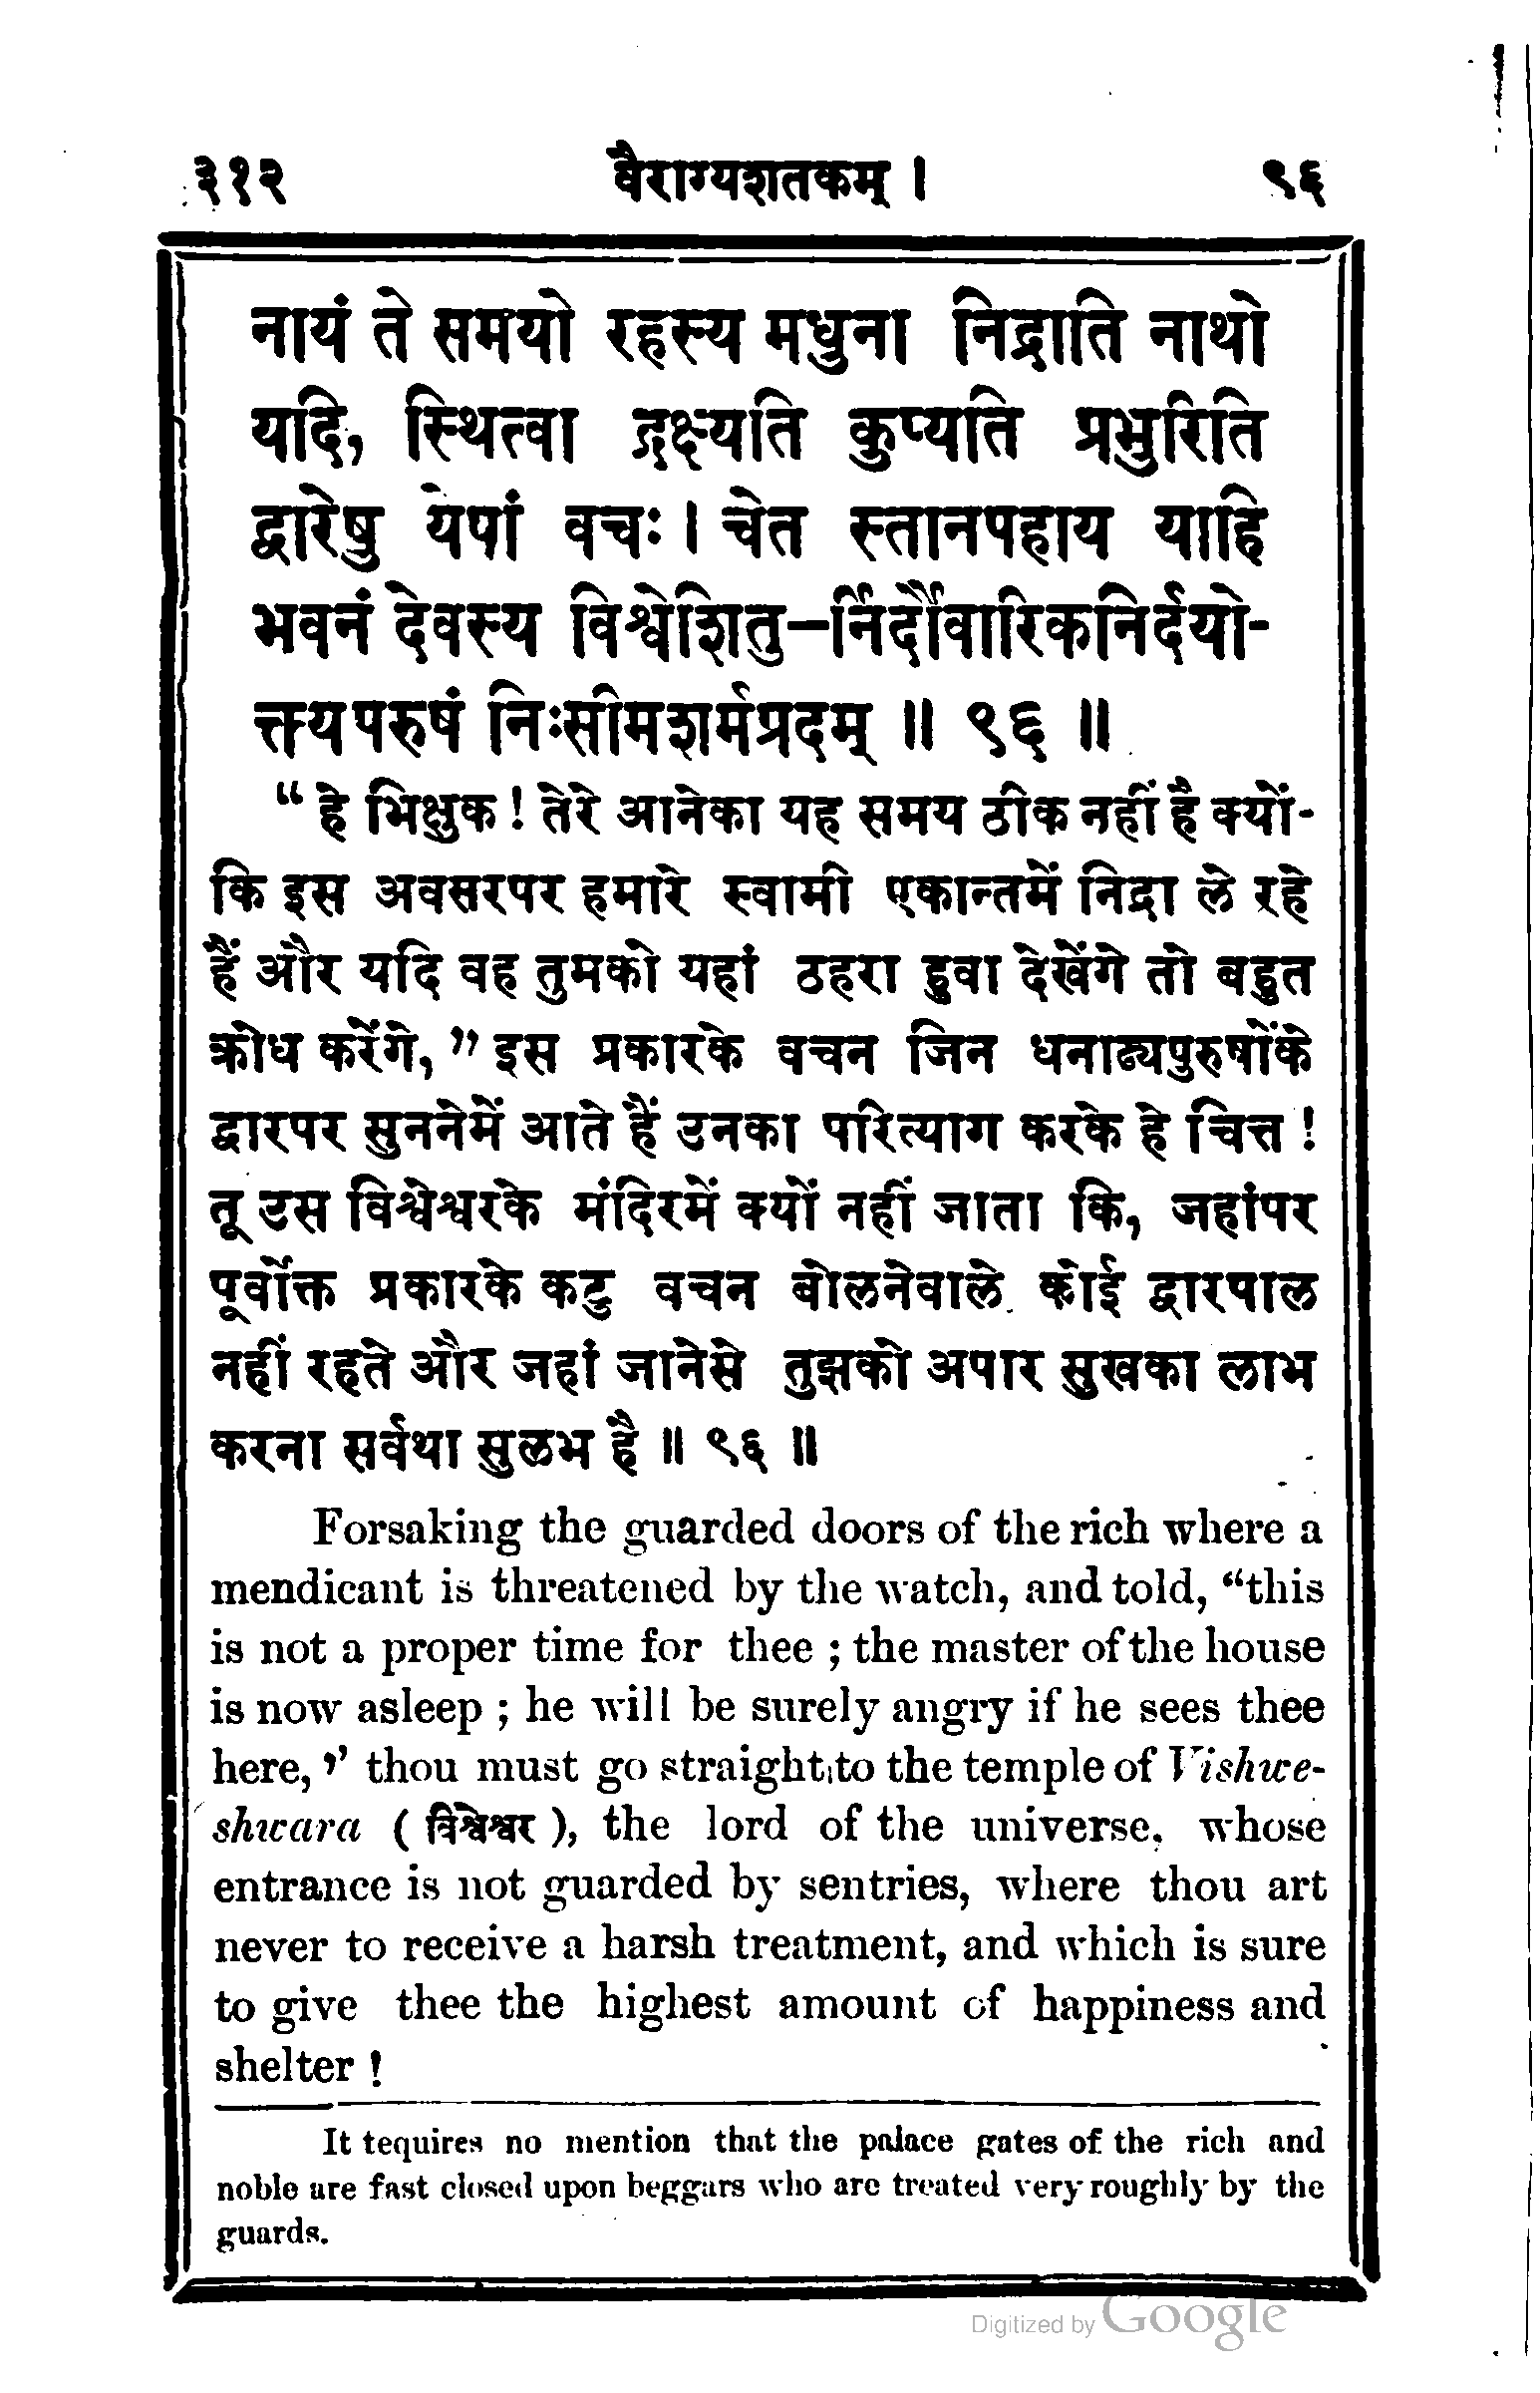 ३१२ वैराग्यशतकम् । ९६
नायं ते समयो रहस्य मधुना निद्राति नाथो
यदि, स्थित्वा द्रक्ष्यति कुप्यति प्रभुरिति
द्वारेषु येषां वचः । चेत स्तानपहाय याहि
भवनं देवस्य विश्वेशितु–र्निर्दौवारिकनिर्दयो-
क्त्यपरुषं निःसीमशर्मप्रदम् ॥ ९६ ॥
“ हे भिक्षुक ! तेरे आनेका यह समय ठीक नहीं है क्यों-
कि इस अवसरपर हमारे स्वामी एकान्तमें निद्रा ले रहे
हैं और यदि वह तुमको यहां ठहरा हुवा देखेंगे तो बहुत
क्रोध करेंगे, ” इस प्रकारके वचन जिन धनाढ्यपुरुषोंके
द्वारपर सुननेमें आते हैं उनका परित्याग करके हे चित्त !
तू उस विश्वेश्वरके मंदिरमें क्यों नहीं जाता कि, जहांपर
पूर्वोक्त प्रकारके कटु वचन बोलनेवाले कोई द्वारपाल
नहीं रहते और जहां जानेसे तुझको अपार सुखका लाभ
करना सर्वथा सुलभ है ॥ ९६ ॥
Forsaking the guarded doors of the rich where a
mendicant is threatened by the watch, and told, “this
is not a proper time for thee ; the master of the house
is now asleep ; he will be surely angry if he sees thee
here, ” thou must go straight to the temple of Vishwe-
shwara ( विश्वेश्वर ), the lord of the universe, whose
entrance is not guarded by sentries, where thou art
never to receive a harsh treatment, and which is sure
to give thee the highest amount of happiness and
shelter !
It tequires no mention that the palace gates of the rich and
noble are fast closed upon beggars who are treated very roughly by the
guards.
Digitized by Google